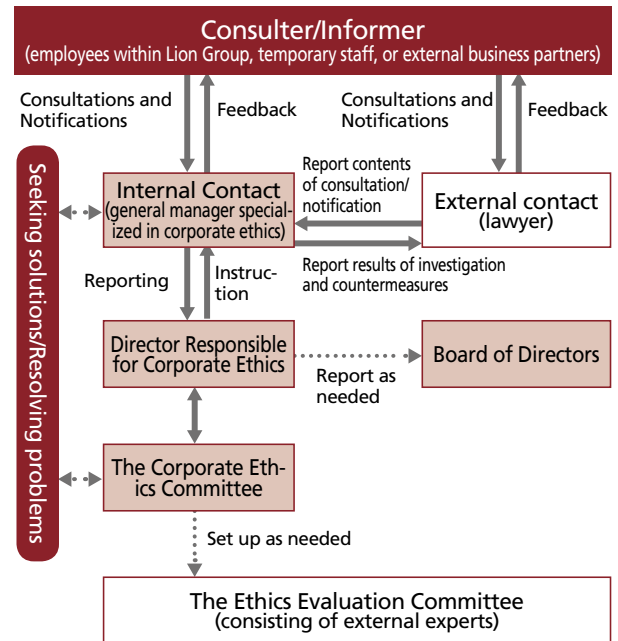 Consulter/Informer
(employees within Lion Group, temporary staff, or external business partners)
Consultations and
Notifications
Feedback
Consultations and
Notifications
Feedback
Seeking solutions/Resolving problems
Internal Contact
(general manager special-
ized in corporate ethics)
Report contents
of consultation/
notification
External contact
(lawyer)
Report results of investigation
and countermeasures
Reporting
Instruc-
tion
Director Responsible
for Corporate Ethics
Report as
needed
Board of Directors
The Corporate Eth-
ics Committee
Set up as needed
The Ethics Evaluation Committee
(consisting of external experts)